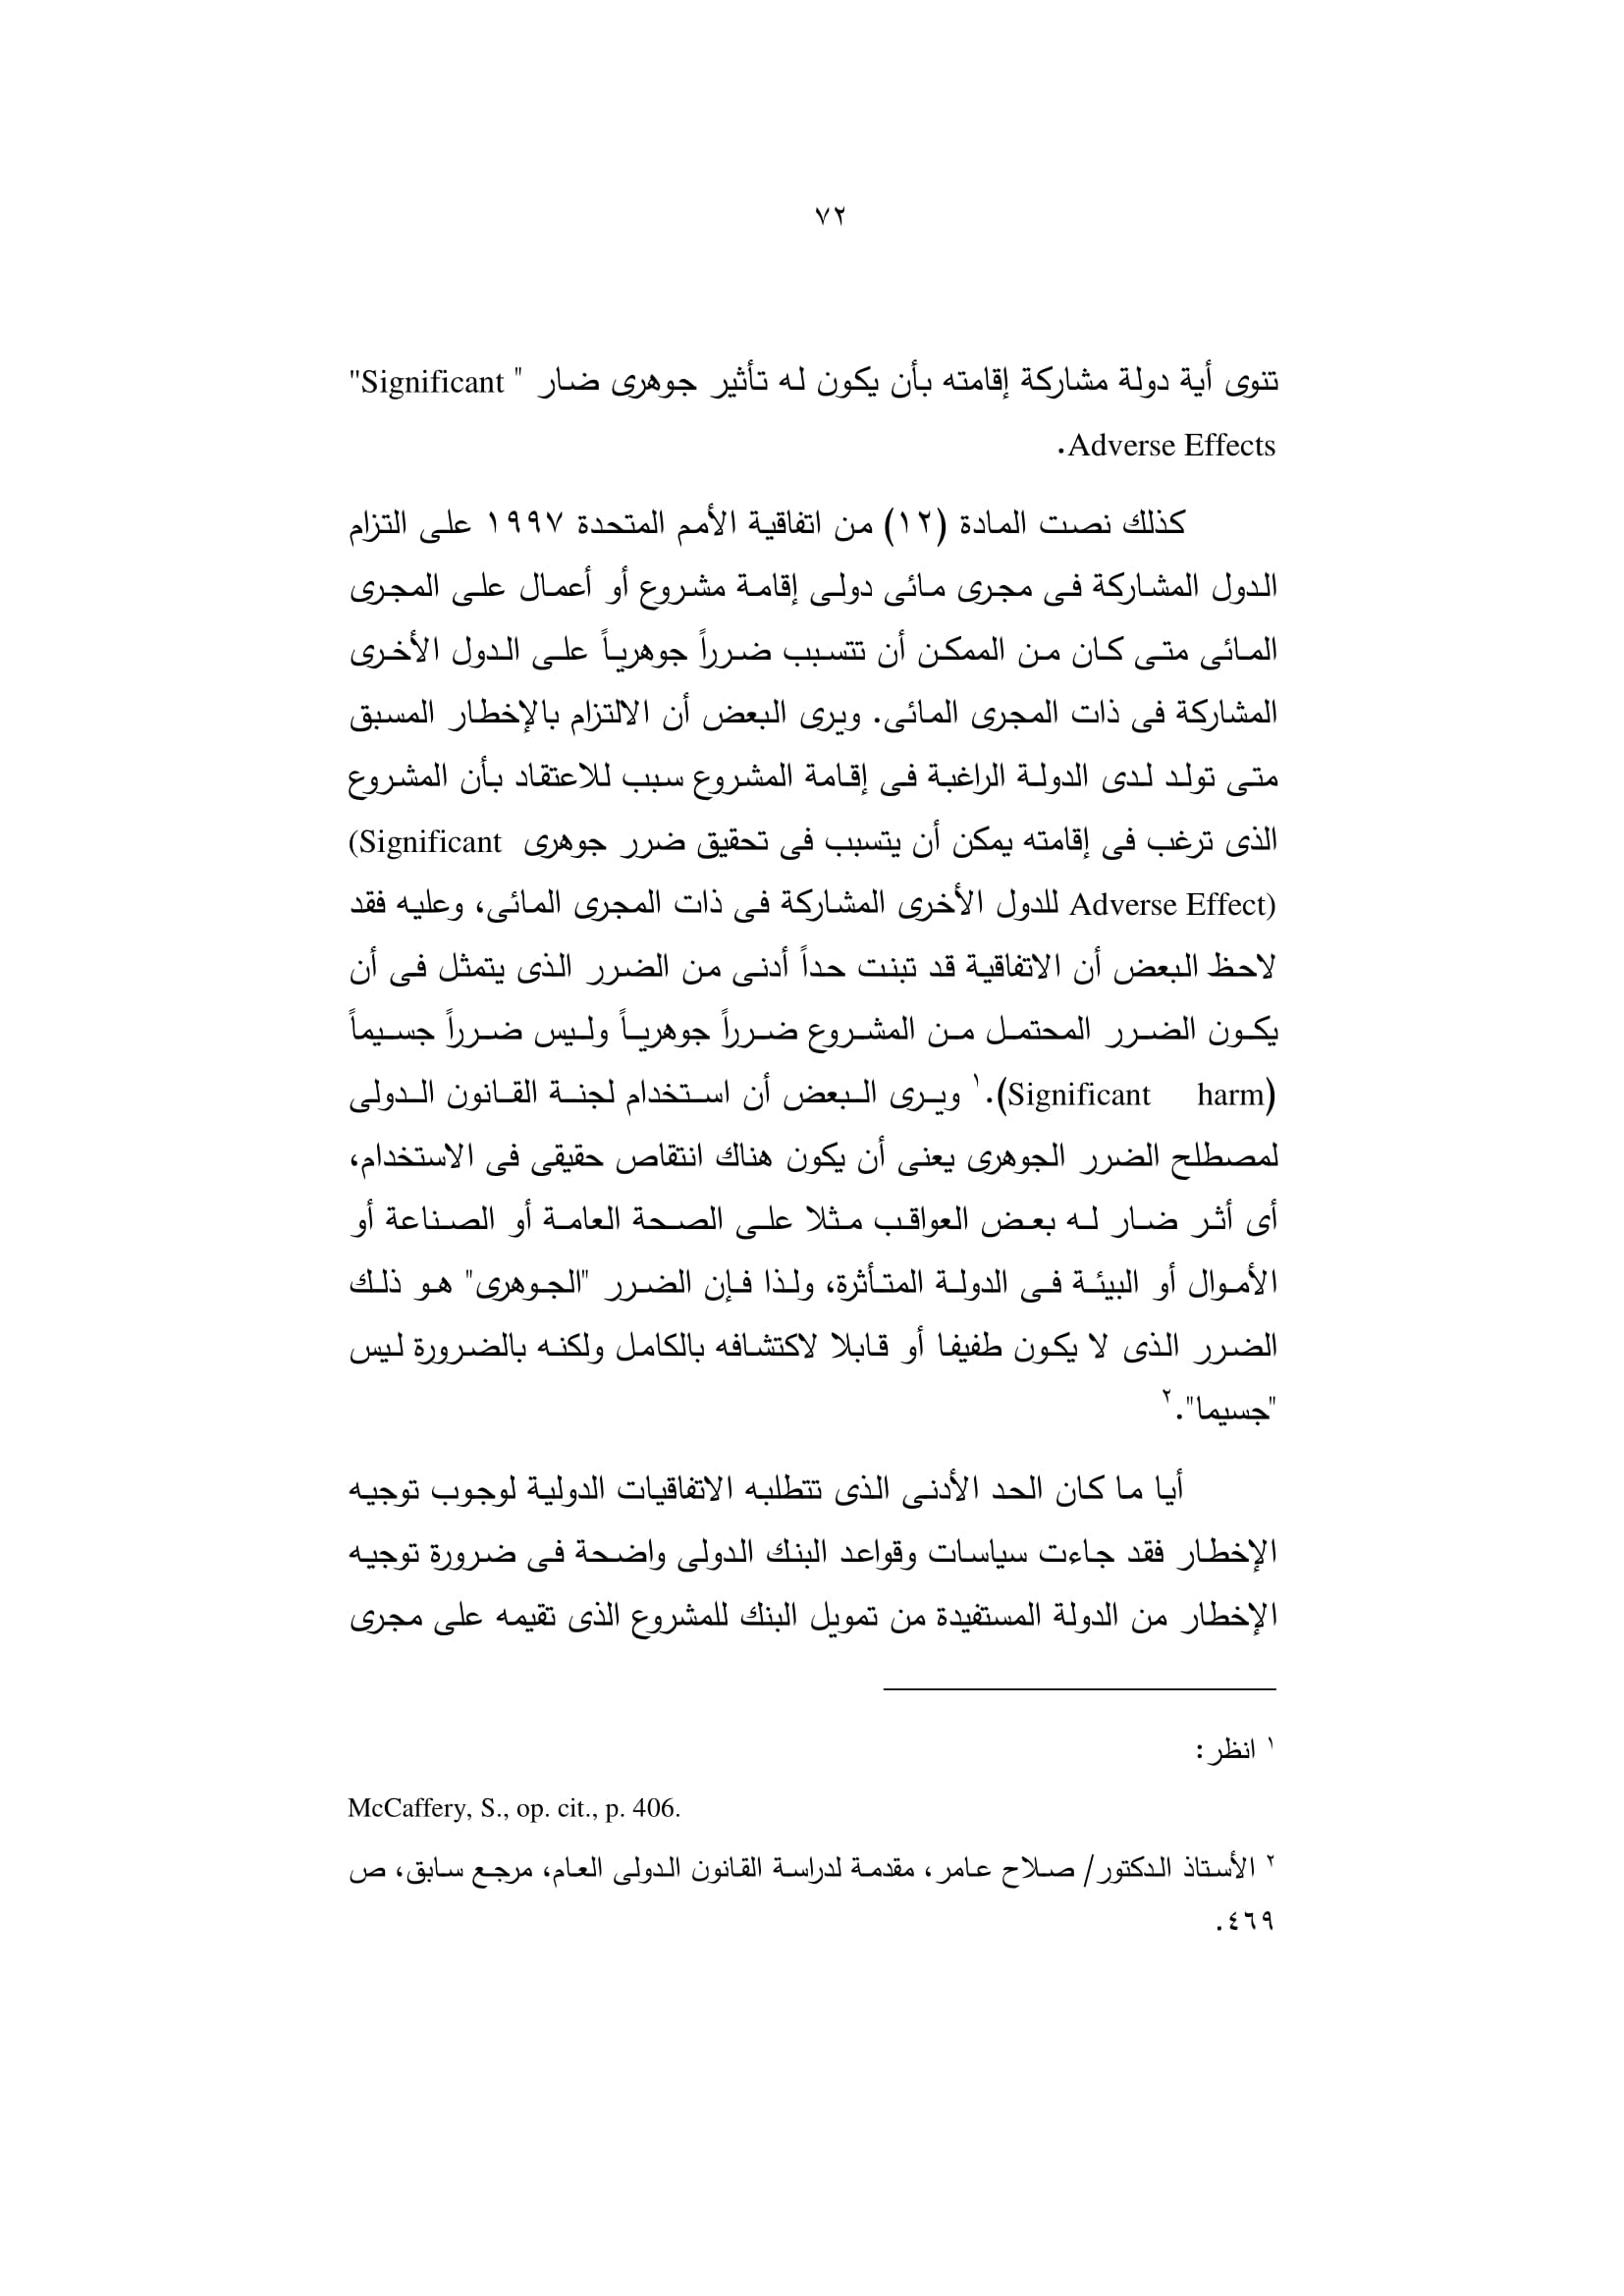 ٧٢
تنوى أية دولة مشاركة إقامته بأن يكون له تأثير جوهرى ضار " Significant"
Adverse Effects.
كذلك نصت المادة (١٢) من اتفاقية الأمم المتحدة ١٩٩٧ على التزام
الدول المشاركة فى مجرى مائى دولى إقامة مشروع أو أعمال على المجرى
المائى متى كان من الممكن أن تتسبب ضرراً جوهرياً على الدول الأخرى
المشاركة فى ذات المجرى المائى. ويرى البعض أن الالتزام بالإخطار المسبق
متى تولد لدى الدولة الراغبة فى إقامة المشروع سبب للاعتقاد بأن المشروع
الذى ترغب فى إقامته يمكن أن يتسبب فى تحقيق ضرر جوهرى (Significant
Adverse Effect) للدول الأخرى المشاركة فى ذات المجرى المائى، وعليه فقد
لاحظ البعض أن الاتفاقية قد تبنت حداً أدنى من الضرر الذى يتمثل فى أن
يكون الضرر المحتمل من المشروع ضرراً جوهرياً وليس ضرراً جسيماً
(Significant harm).١ ويرى البعض أن استخدام لجنة القانون الدولى
لمصطلح الضرر الجوهرى يعنى أن يكون هناك انتقاص حقيقى فى الاستخدام،
أى أثر ضار له بعض العواقب مثلا على الصحة العامة أو الصناعة أو
الأموال أو البيئة فى الدولة المتأثرة، ولذا فإن الضرر "الجوهرى" هو ذلك
الضرر الذى لا يكون طفيفا أو قابلا لاكتشافه بالكامل ولكنه بالضرورة ليس
"جسيما".٢
أيا ما كان الحد الأدنى الذى تتطلبه الاتفاقيات الدولية لوجوب توجيه
الإخطار فقد جاءت سياسات وقواعد البنك الدولى واضحة فى ضرورة توجيه
الإخطار من الدولة المستفيدة من تمويل البنك للمشروع الذى تقيمه على مجرى
١ انظر:
McCaffery, S., op. cit., p. 406.
٢ الأستاذ الدكتور/ صلاح عامر، مقدمة لدراسة القانون الدولى العام، مرجع سابق، ص
٤٦٩.